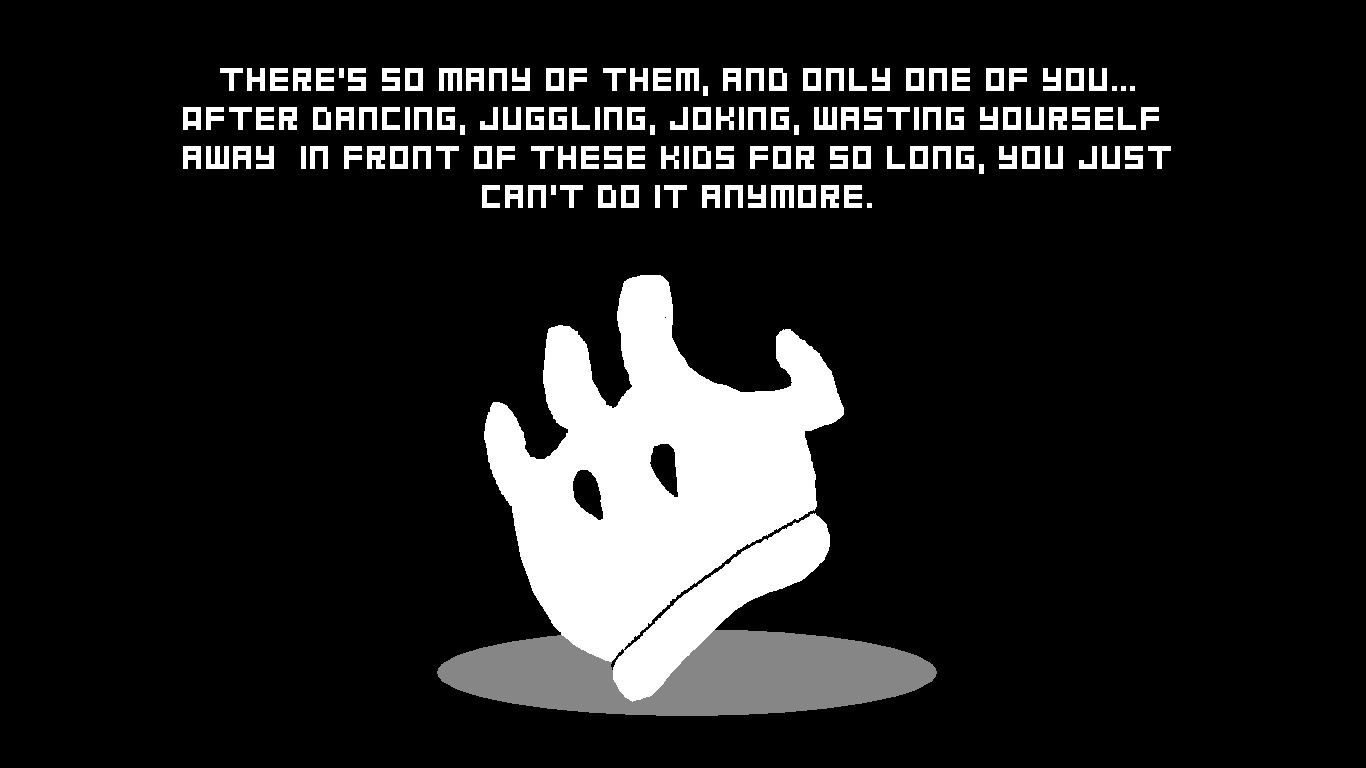 THERE'S SO MANY OF THEM, AND ONLY ONE OF YOU...
AFTER DANCING, JUGGLING, JOKING, WASTING YOURSELF
AWAY  IN FRONT OF THESE KIDS FOR SO LONG, YOU JUST
CAN'T DO IT ANYMORE.